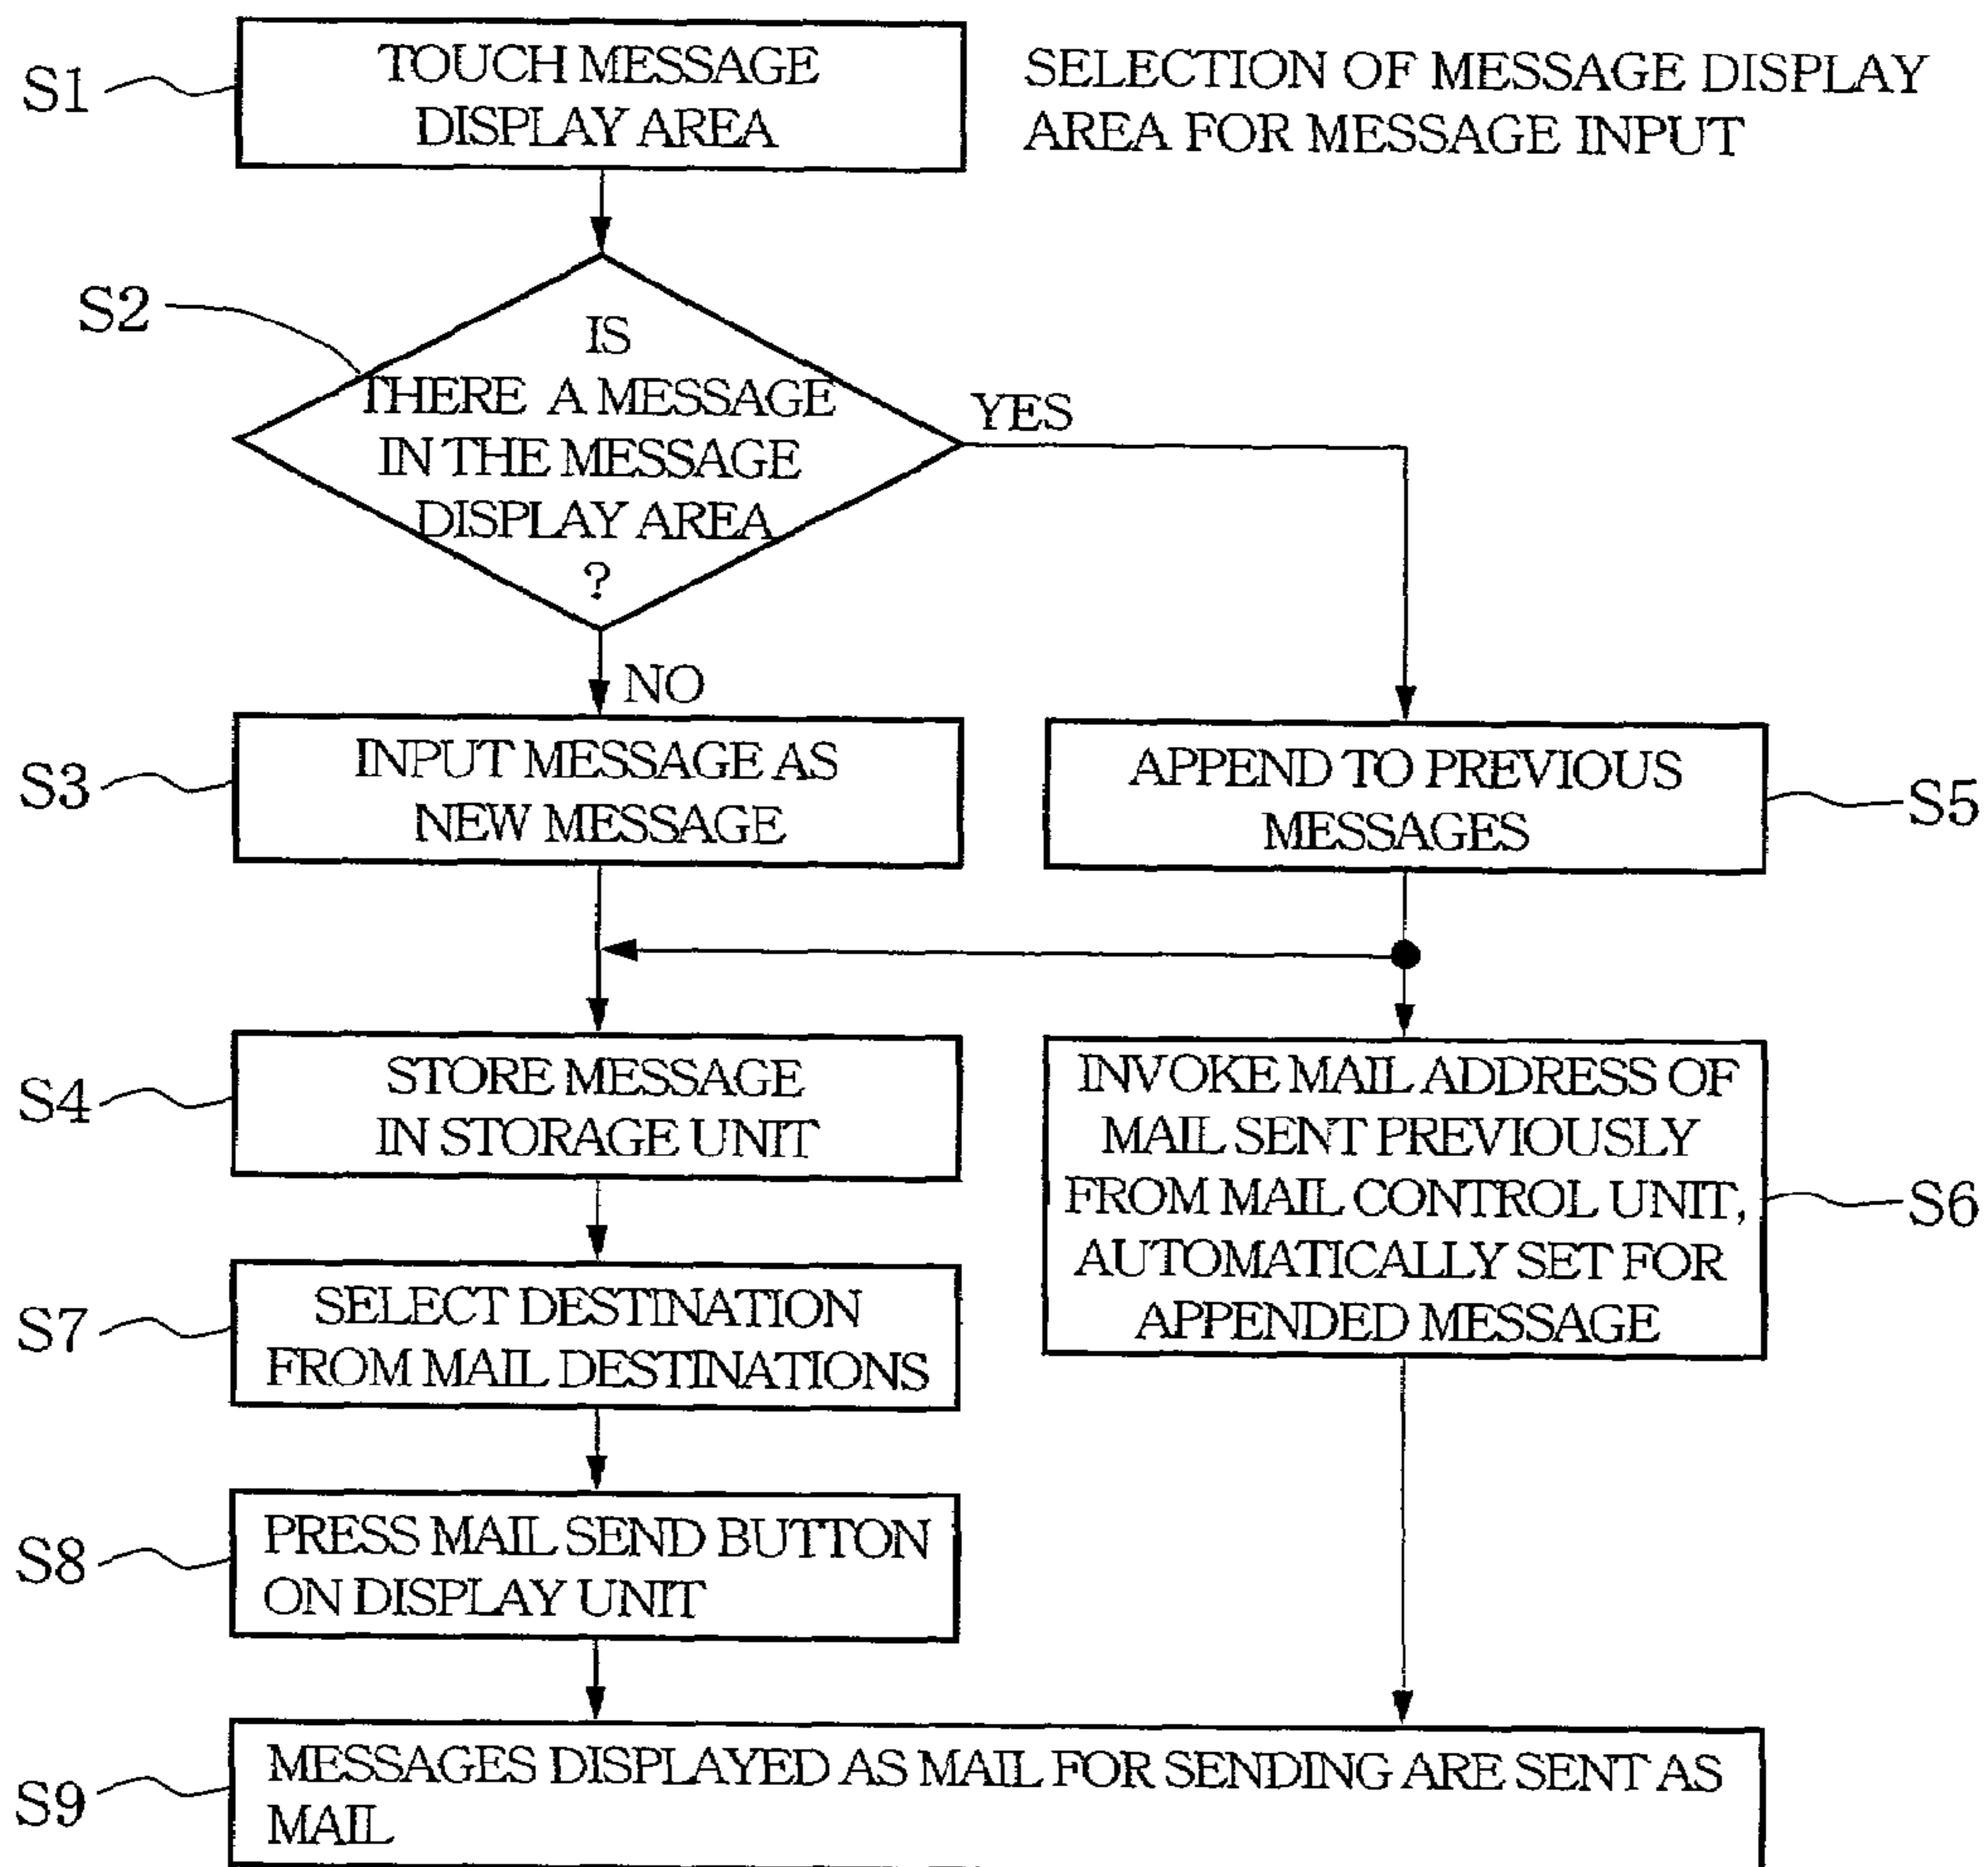 S1
TOUCH MESSAGE
DISPLAY AREA
SELECTION OF MESSAGE DISPLAY
AREA FOR MESSAGE INPUT
S2
IS
THERE A MESSAGE
IN THE MESSAGE
DISPLAY AREA
?
YES
NO
S3
INPUT MESSAGE AS
NEW MESSAGE
APPEND TO PREVIOUS
MESSAGES
S5
S4
STORE MESSAGE
IN STORAGE UNIT
INVOKE MAIL ADDRESS OF
MAIL SENT PREVIOUSLY
FROM MAIL CONTROL UNIT,
AUTOMATICALLY SET FOR
APPENDED MESSAGE
S6
S7
SELECT DESTINATION
FROM MAIL DESTINATIONS
S8
PRESS MAIL SEND BUTTON
ON DISPLAY UNIT
S9
MESSAGES DISPLAYED AS MAIL FOR SENDING ARE SENT AS
MAIL